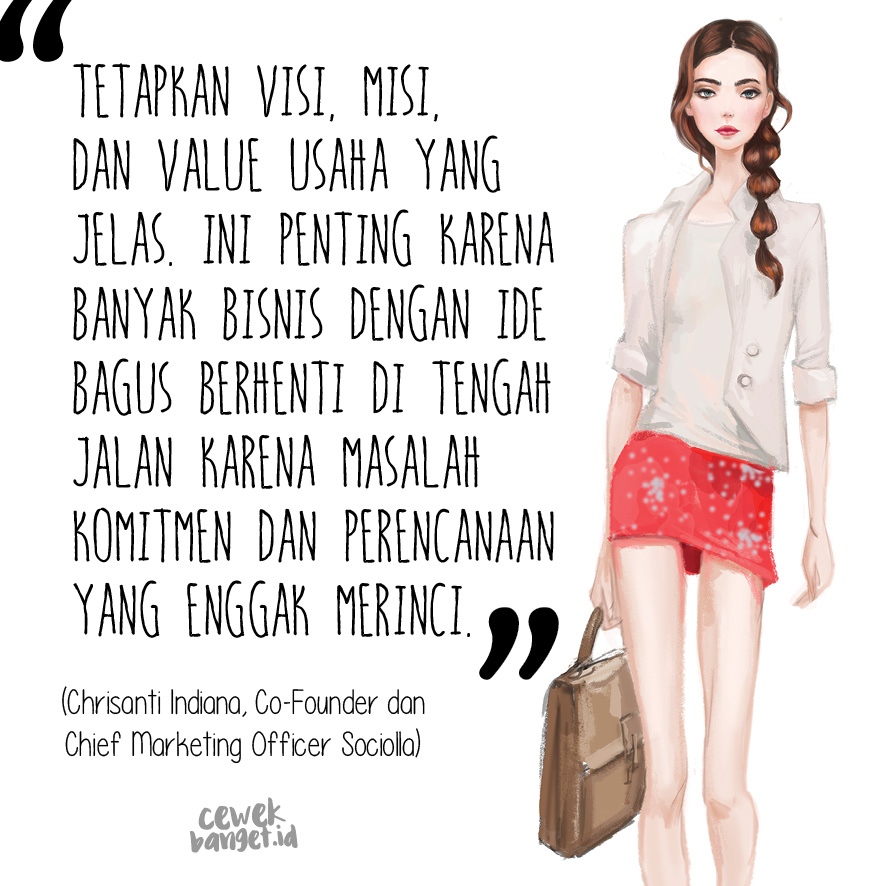 “
TETAPKAN VISI, MISI,
DAN VALUE USAHA YANG
JELAS. INI PENTING KARENA
BANYAK BISNIS DENGAN IDE
BAGUS BERHENTI DI TENGAH
JALAN KARENA MASALAH
KOMITMEN DAN PERENCANAAN
YANG ENGGAK MERINCI.
”
(Chrisanti Indiana, Co-Founder dan
Chief Marketing Officer Sociolla)
cewek
banget.id